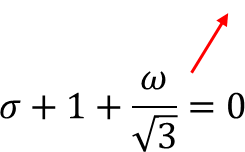 σ + 1 + ω/√3 = 0